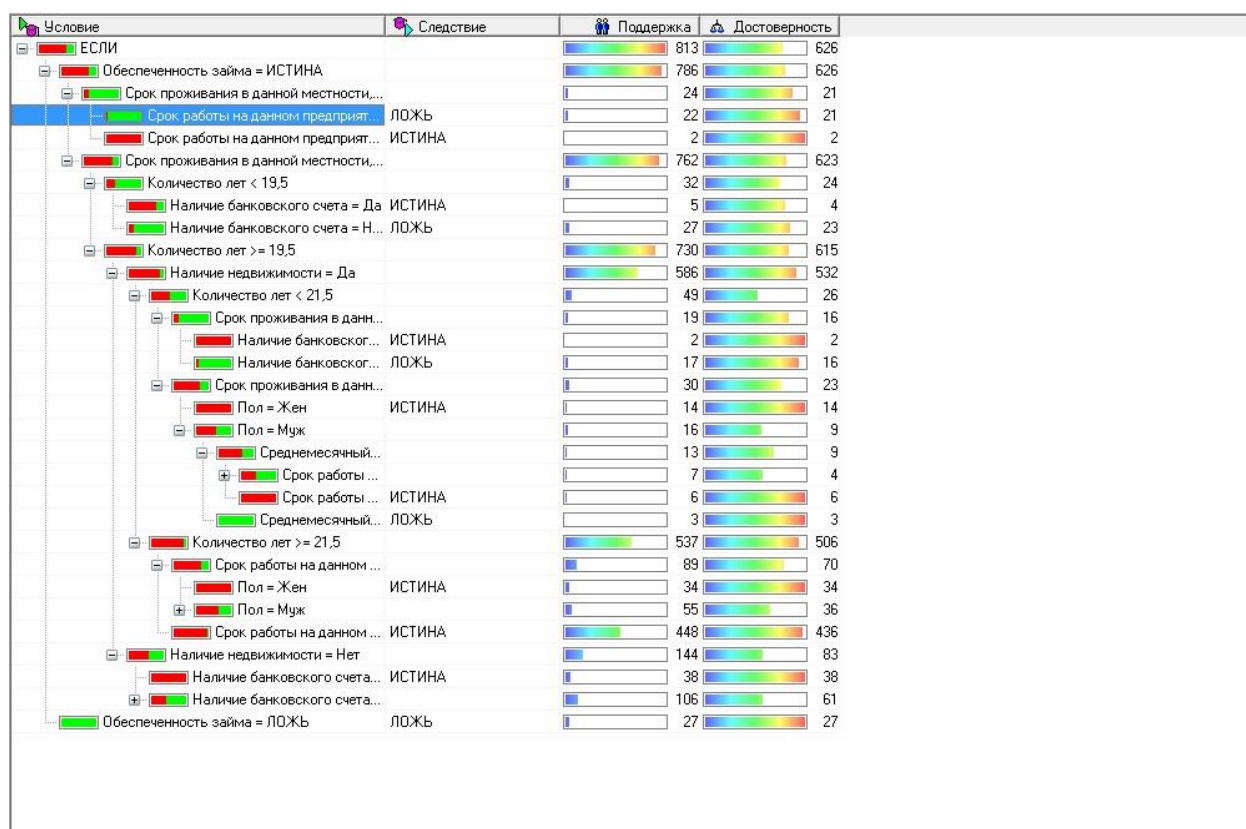 Условие Следствие Поддержка Достоверность
ЕСЛИ 813 626
Обеспеченность займа = ИСТИНА 786 626
Срок проживания в данной местности,... 24 21
Срок работы на данном предприят... ЛОЖЬ 22 21
Срок работы на данном предприят... ИСТИНА 2 2
Срок проживания в данной местности,... 762 623
Количество лет < 19,5 32 24
Наличие банковского счета = Да ИСТИНА 5 4
Наличие банковского счета = Н... ЛОЖЬ 27 23
Количество лет >= 19,5 730 615
Наличие недвижимости = Да 586 532
Количество лет < 21,5 49 26
Срок проживания в данн... 19 16
Наличие банковског... ИСТИНА 2 2
Наличие банковског... ЛОЖЬ 17 16
Срок проживания в данн... 30 23
Пол = Жен ИСТИНА 14 14
Пол = Муж 16 9
Среднемесячный... 13 9
Срок работы ... 7 4
Срок работы ... ИСТИНА 6 6
Среднемесячный... ЛОЖЬ 3 3
Количество лет >= 21,5 537 506
Срок работы на данном ... 89 70
Пол = Жен ИСТИНА 34 34
Пол = Муж 55 36
Срок работы на данном ... ИСТИНА 448 436
Наличие недвижимости = Нет 144 83
Наличие банковского счета... ИСТИНА 38 38
Наличие банковского счета... 106 61
Обеспеченность займа = ЛОЖЬ ЛОЖЬ 27 27